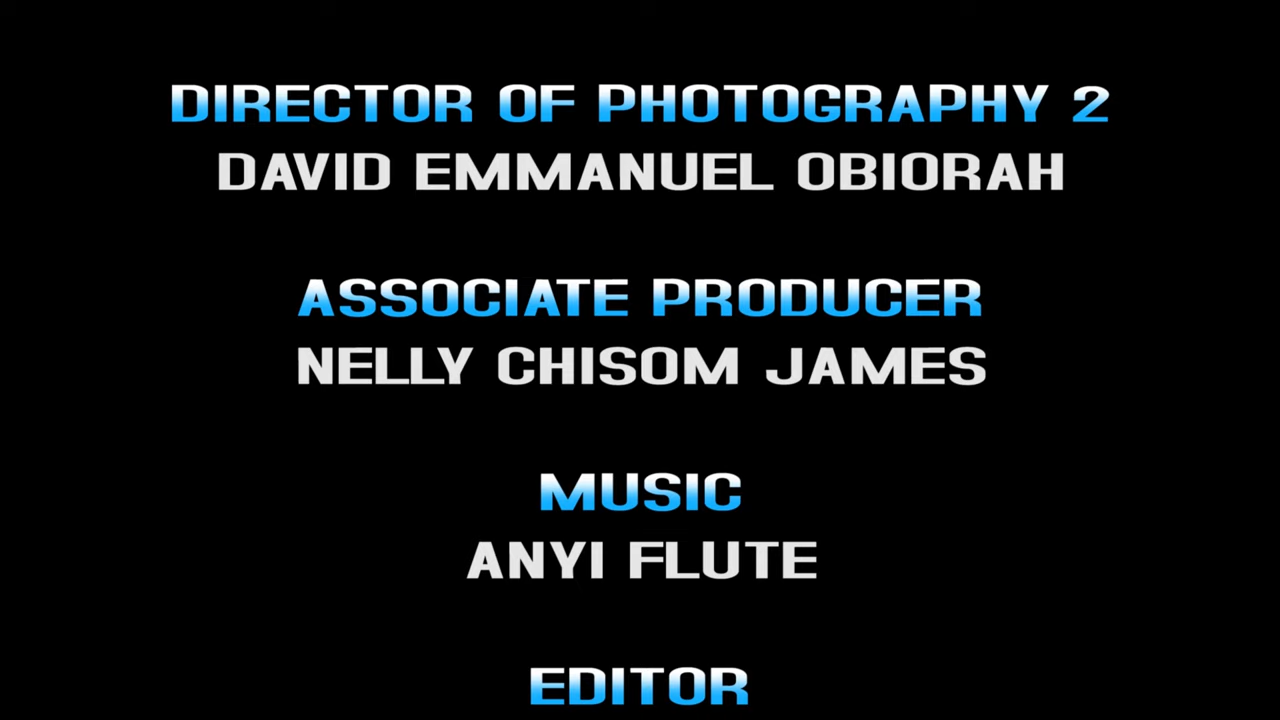 DIRECTOR OF PHOTOGRAPHY 2
DAVID EMMANUEL OBIORAH
ASSOCIATE PRODUCER
NELLY CHISOM JAMES
MUSIC
ANYI FLUTE
EDITOR